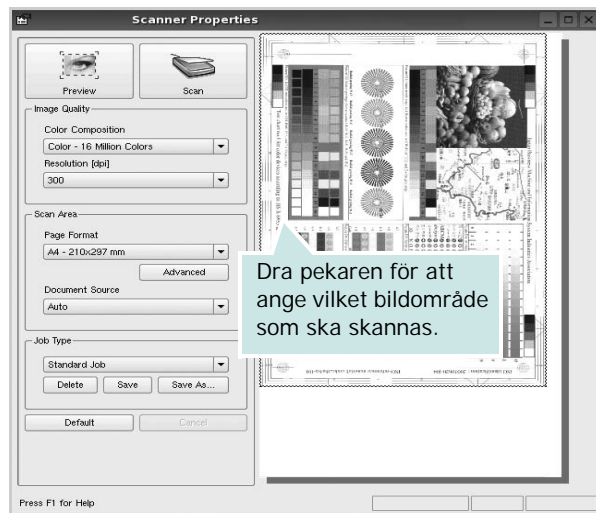 Scanner Properties
Preview
Scan
Image Quality
Color Composition
Color - 16 Million Colors
Resolution [dpi]
300
Scan Area
Page Format
A4 - 210x297 mm
Advanced
Document Source
Auto
Job Type
Standard Job
Delete
Save
Save As...
Default
Cancel
Dra pekaren för att
ange vilket bildområde
som ska skannas.
Press F1 for Help